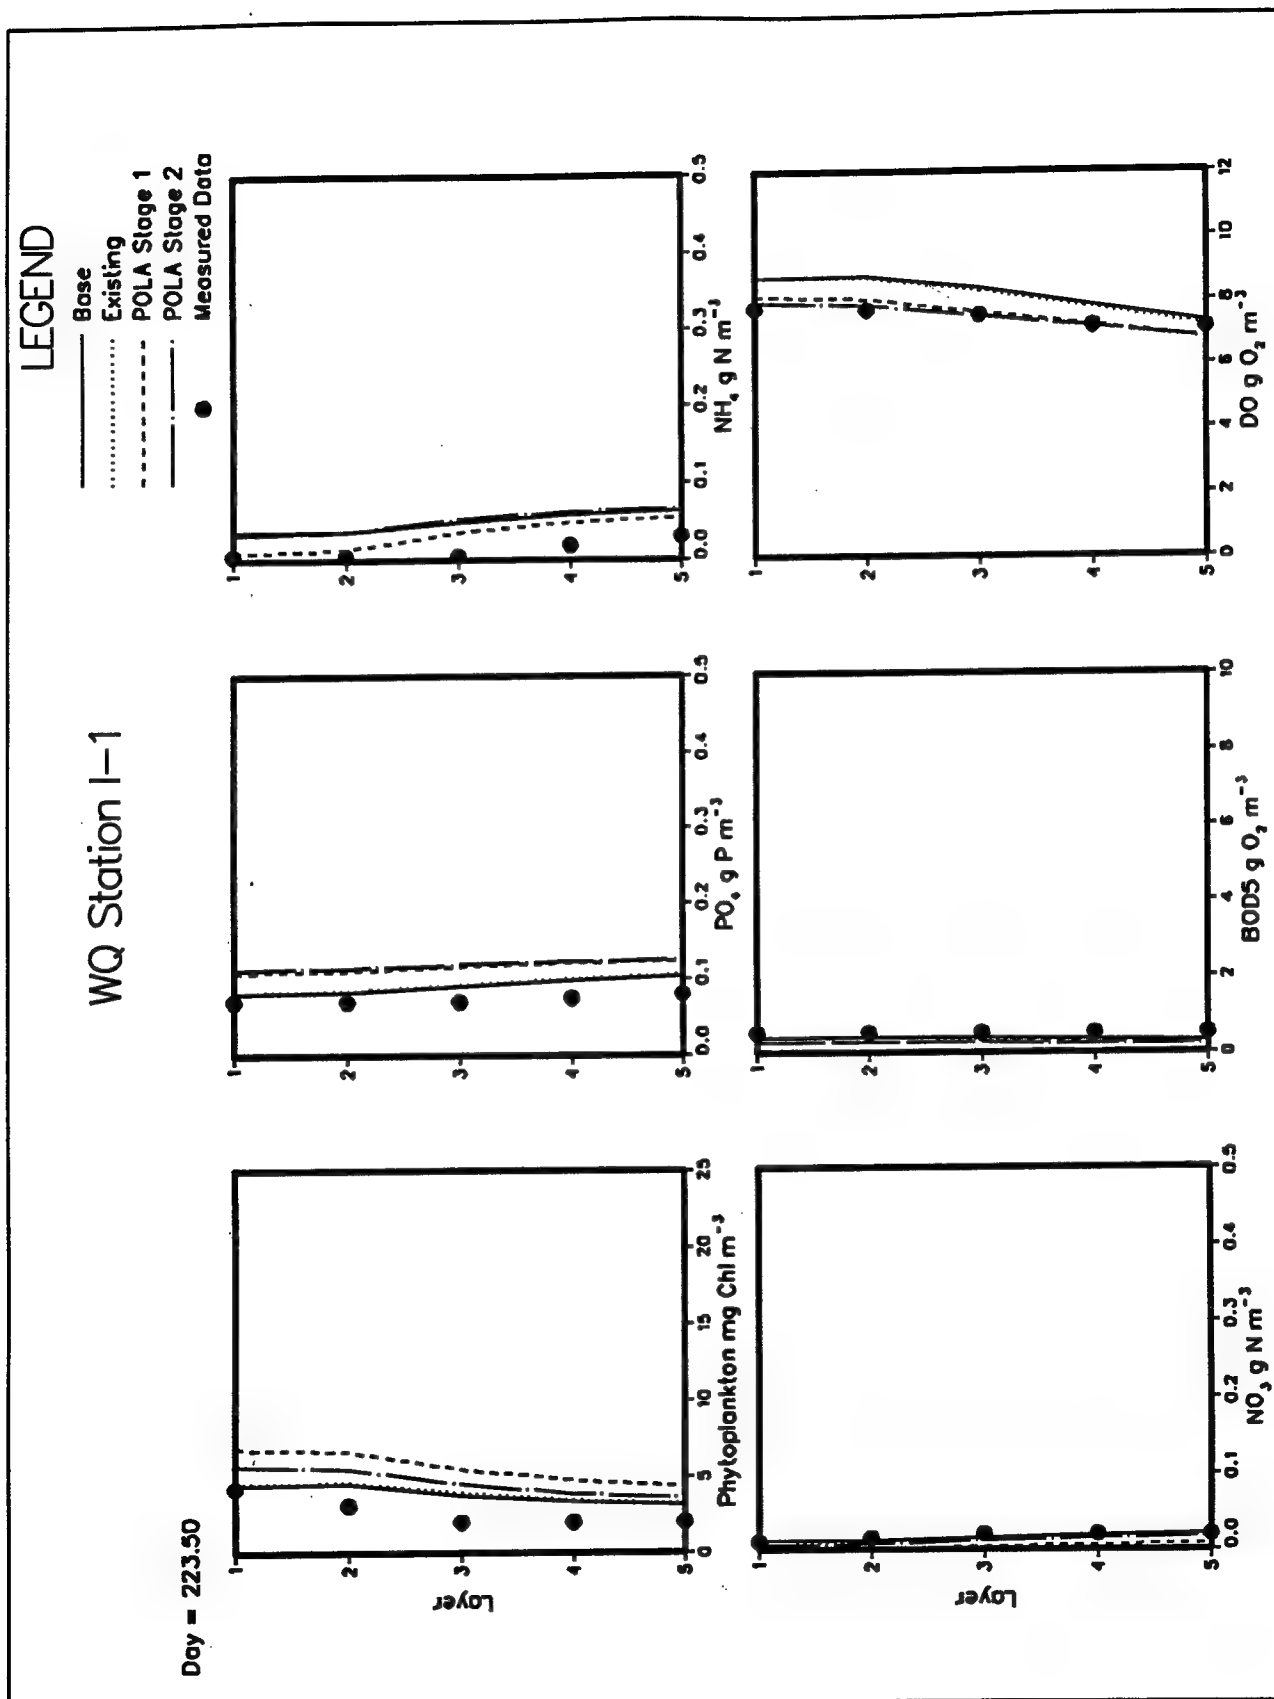 WQ Station I-1
LEGEND
Base
Existing
POLA Stage 1
POLA Stage 2
Measured Data
Day = 223.50
Layer
1
2
3
4
5
0 5 10 15 20 25
Phytoplankton mg Chl m⁻³
1
2
3
4
5
0.0 0.1 0.2 0.3 0.4 0.5
PO₄ g P m⁻³
1
2
3
4
5
0.0 0.1 0.2 0.3 0.4 0.5
NH₄ g N m⁻³
Layer
1
2
3
4
5
0.0 0.1 0.2 0.3 0.4 0.5
NO₃ g N m⁻³
1
2
3
4
5
0 2 4 6 8 10
BOD5 g O₂ m⁻³
1
2
3
4
5
0 2 4 6 8 10 12
DO g O₂ m⁻³